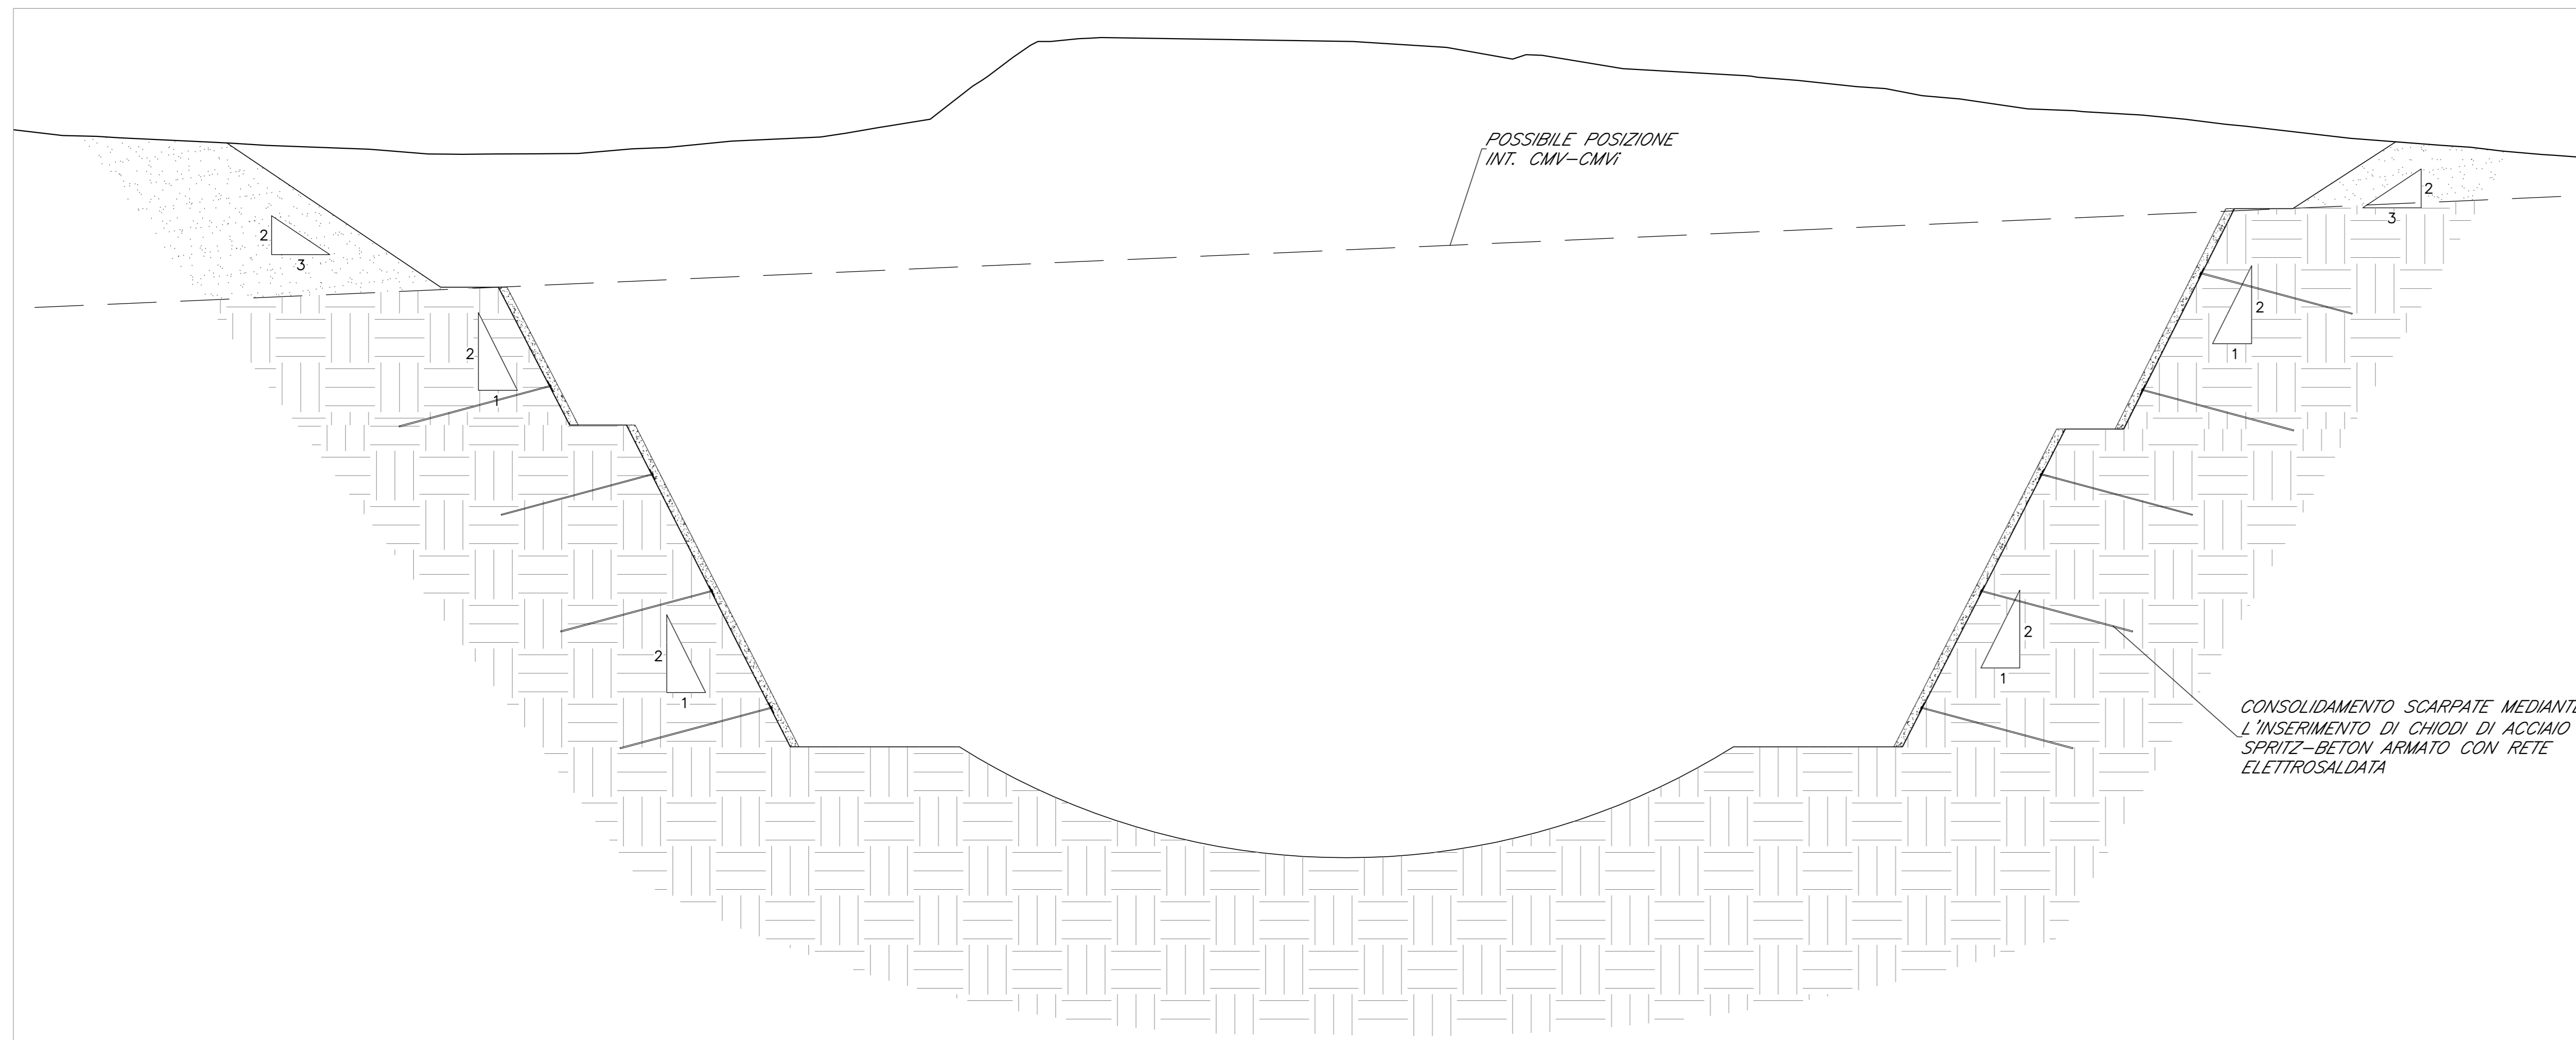 POSSIBILE POSIZIONE
INT. CMV-CMVi
2
3
2
3
2
1
2
1
2
1
2
1
CONSOLIDAMENTO SCARPATE MEDIANTE
L'INSERIMENTO DI CHIODI DI ACCIAIO
SPRITZ-BETON ARMATO CON RETE
ELETTROSALDATA